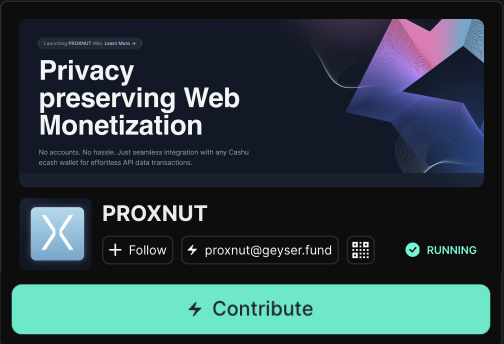 Launching PROXNUT Wiki Learn More →
Privacy
preserving Web
Monetization
No accounts. No hassle. Just seamless integration with any Cashu
ecash wallet for effortless API data transactions.
PROXNUT
+ Follow
proxnut@geyser.fund
RUNNING
Contribute